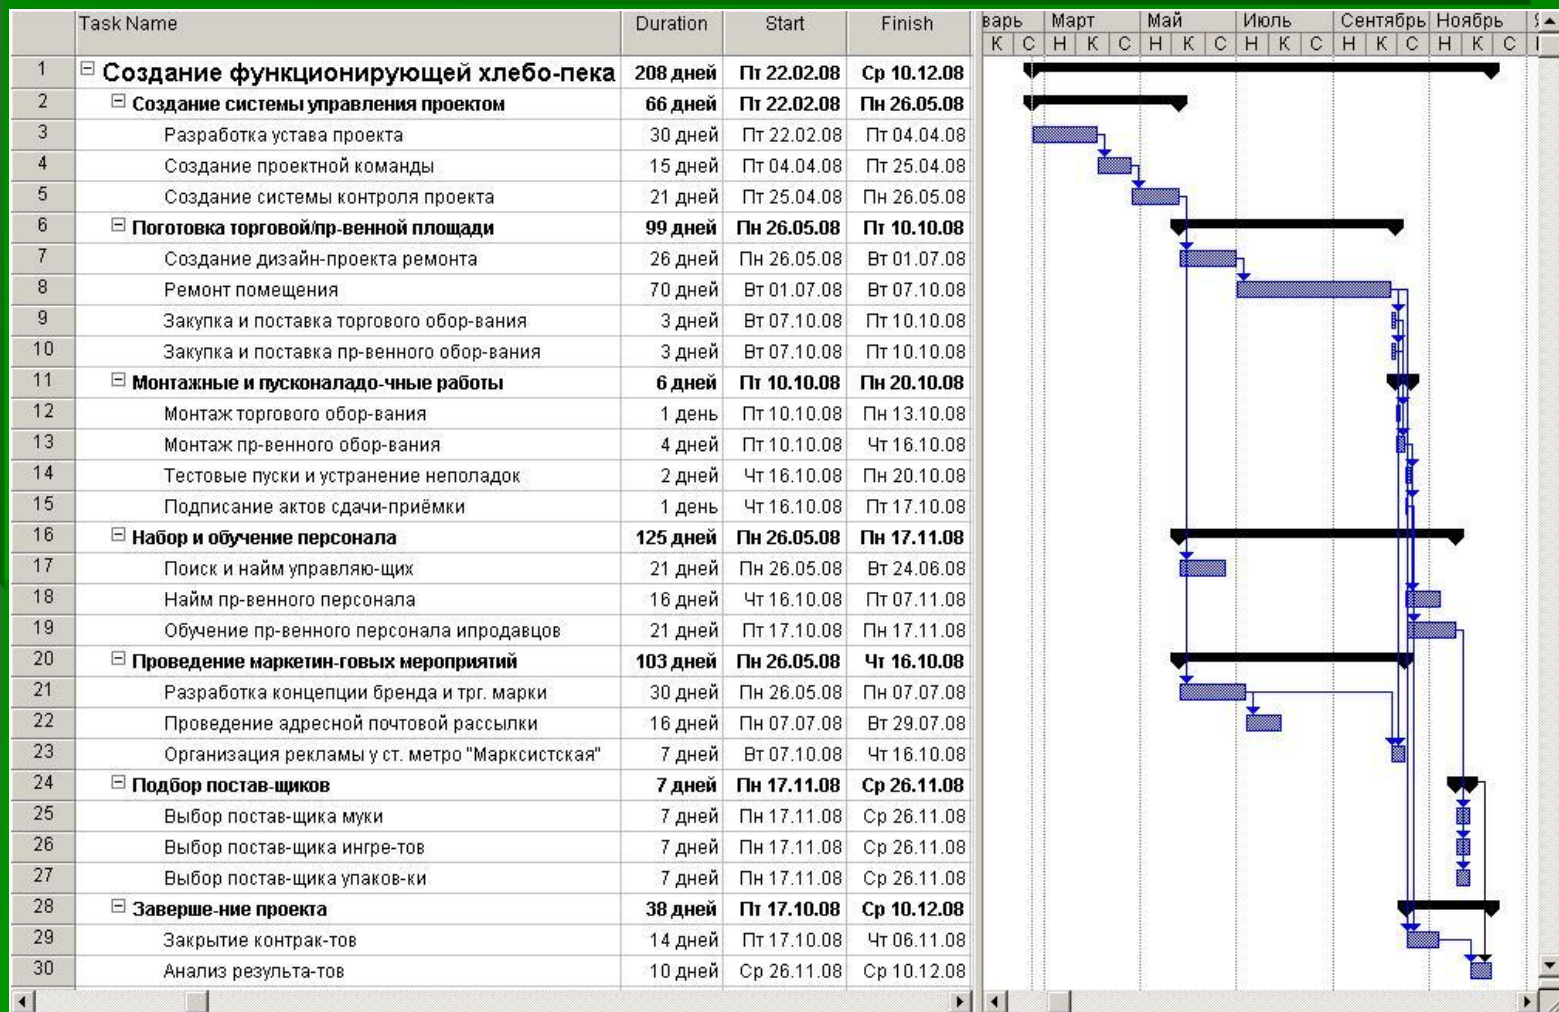 Task Name Duration Start Finish варь Март Май Июль Сентябрь Ноябрь
К С Н К С Н К С Н К С Н К С Н К С
1 Создание функционирующей хлебо-пека 208 дней Пт 22.02.08 Ср 10.12.08
2 Создание системы управления проектом 66 дней Пт 22.02.08 Пн 26.05.08
3 Разработка устава проекта 30 дней Пт 22.02.08 Пт 04.04.08
4 Создание проектной команды 15 дней Пт 04.04.08 Пт 25.04.08
5 Создание системы контроля проекта 21 дней Пт 25.04.08 Пн 26.05.08
6 Поготовка торговой/пр-венной площади 99 дней Пн 26.05.08 Пт 10.10.08
7 Создание дизайн-проекта ремонта 26 дней Пн 26.05.08 Вт 01.07.08
8 Ремонт помещения 70 дней Вт 01.07.08 Вт 07.10.08
9 Закупка и поставка торгового обор-вания 3 дней Вт 07.10.08 Пт 10.10.08
10 Закупка и поставка пр-венного обор-вания 3 дней Вт 07.10.08 Пт 10.10.08
11 Монтажные и пусконаладо-чные работы 6 дней Пт 10.10.08 Пн 20.10.08
12 Монтаж торгового обор-вания 1 день Пт 10.10.08 Пн 13.10.08
13 Монтаж пр-венного обор-вания 4 дней Пт 10.10.08 Чт 16.10.08
14 Тестовые пуски и устранение неполадок 2 дней Чт 16.10.08 Пн 20.10.08
15 Подписание актов сдачи-приёмки 1 день Чт 16.10.08 Пт 17.10.08
16 Набор и обучение персонала 125 дней Пн 26.05.08 Пн 17.11.08
17 Поиск и найм управляю-щих 21 дней Пн 26.05.08 Вт 24.06.08
18 Найм пр-венного персонала 16 дней Чт 16.10.08 Пт 07.11.08
19 Обучение пр-венного персонала ипродавцов 21 дней Пт 17.10.08 Пн 17.11.08
20 Проведение маркетин-говых мероприятий 103 дней Пн 26.05.08 Чт 16.10.08
21 Разработка концепции бренда и трг. марки 30 дней Пн 26.05.08 Пн 07.07.08
22 Проведение адресной почтовой рассылки 16 дней Пн 07.07.08 Вт 29.07.08
23 Организация рекламы у ст. метро "Марксистская" 7 дней Вт 07.10.08 Чт 16.10.08
24 Подбор постав-щиков 7 дней Пн 17.11.08 Ср 26.11.08
25 Выбор постав-щика муки 7 дней Пн 17.11.08 Ср 26.11.08
26 Выбор постав-щика ингре-тов 7 дней Пн 17.11.08 Ср 26.11.08
27 Выбор постав-щика упаков-ки 7 дней Пн 17.11.08 Ср 26.11.08
28 Заверше-ние проекта 38 дней Пт 17.10.08 Ср 10.12.08
29 Закрытие контрак-тов 14 дней Пт 17.10.08 Чт 06.11.08
30 Анализ результа-тов 10 дней Ср 26.11.08 Ср 10.12.08